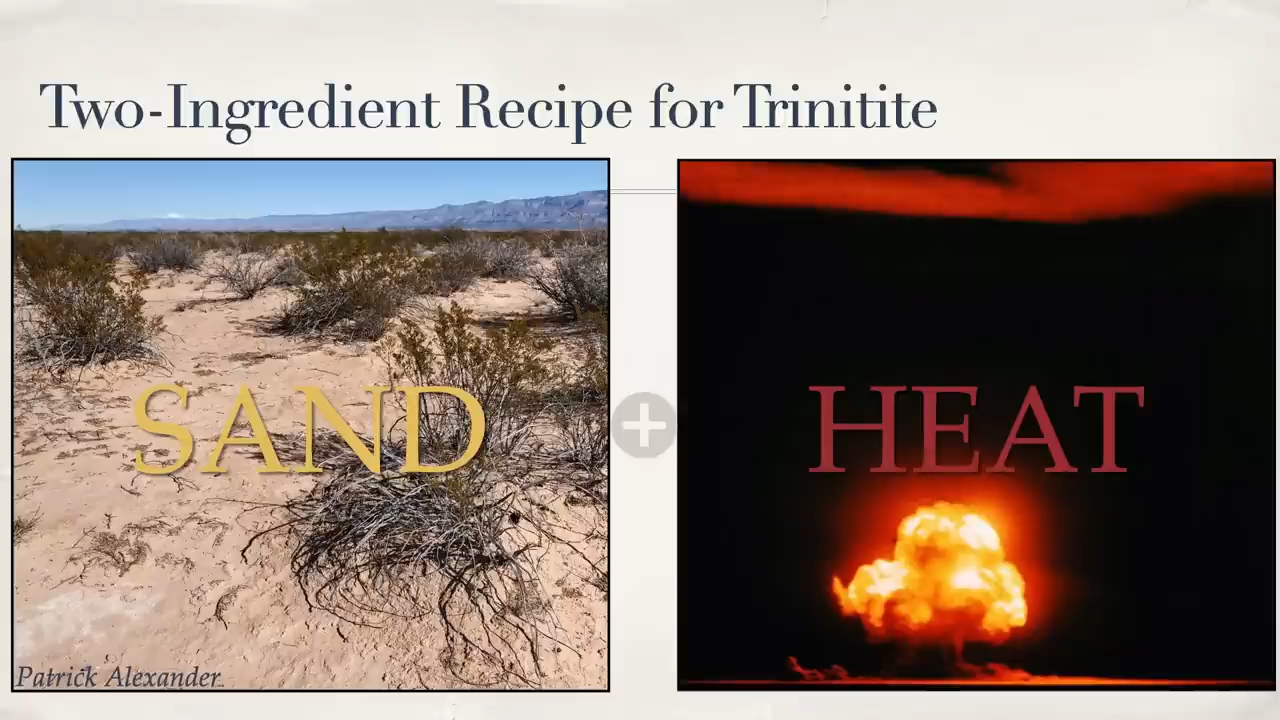 Two-Ingredient Recipe for Trinitite
SAND
+
HEAT
Patrick Alexander